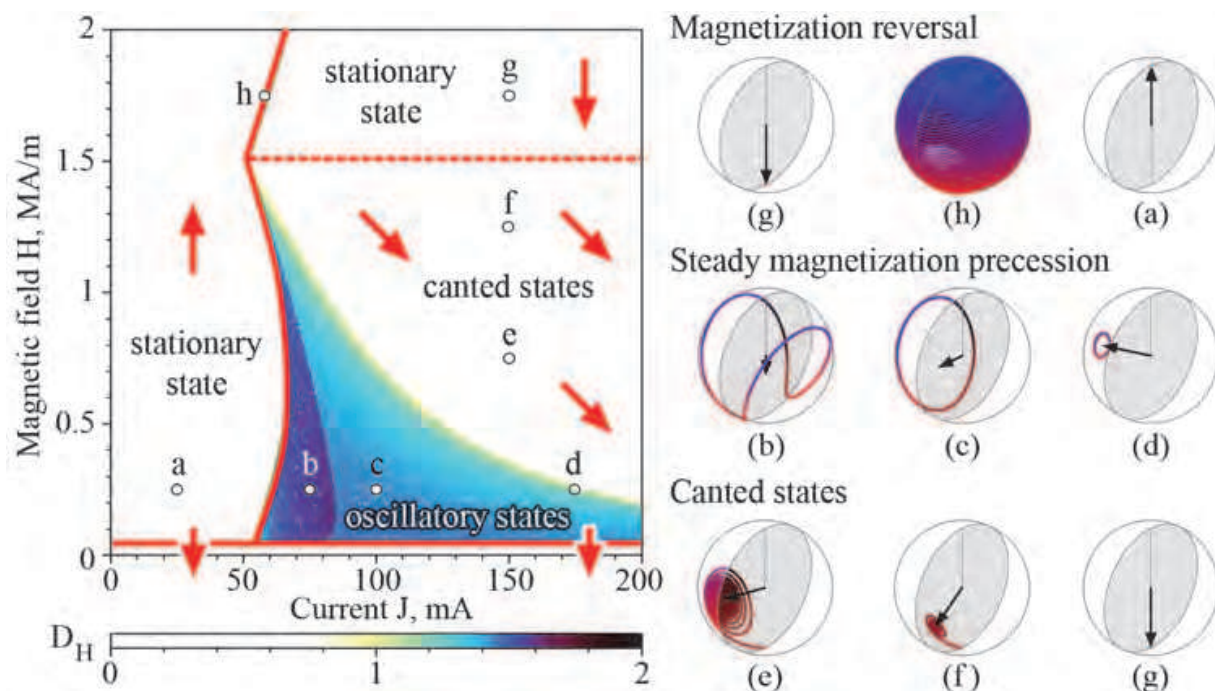 2
1.5
1
0.5
0
Magnetic field H, MA/m
stationary
state
g
h
f
canted states
e
stationary
state
a
b
c
d
oscillatory states
0
50
100
150
200
Current J, mA
D_H
0
1
2
Magnetization reversal
(g)
(h)
(a)
Steady magnetization precession
(b)
(c)
(d)
Canted states
(e)
(f)
(g)